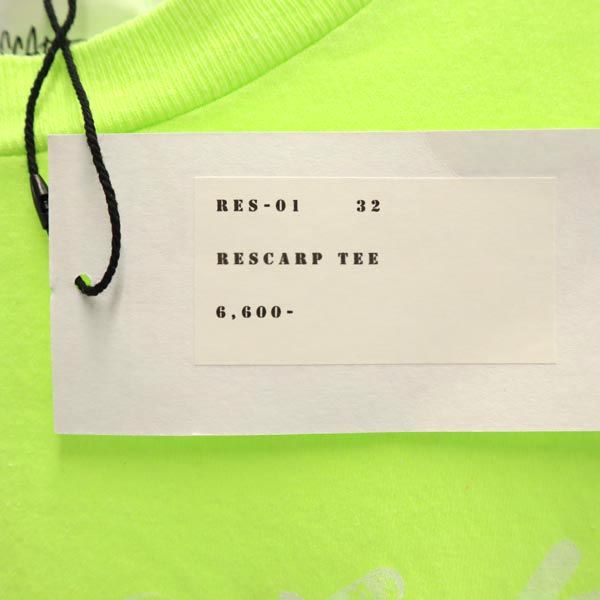 RES-01 32
RESCARP TEE
6,600-